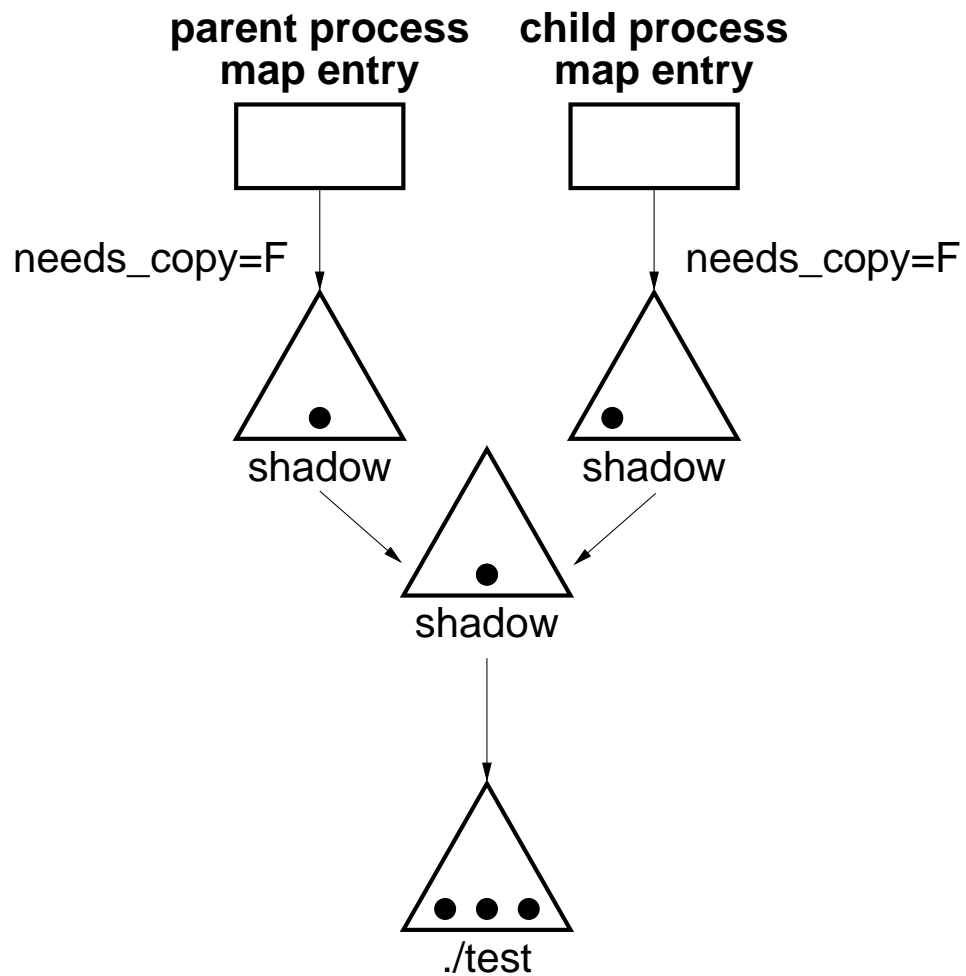 parent process
map entry
child process
map entry
needs_copy=F
needs_copy=F
shadow
shadow
shadow
./test